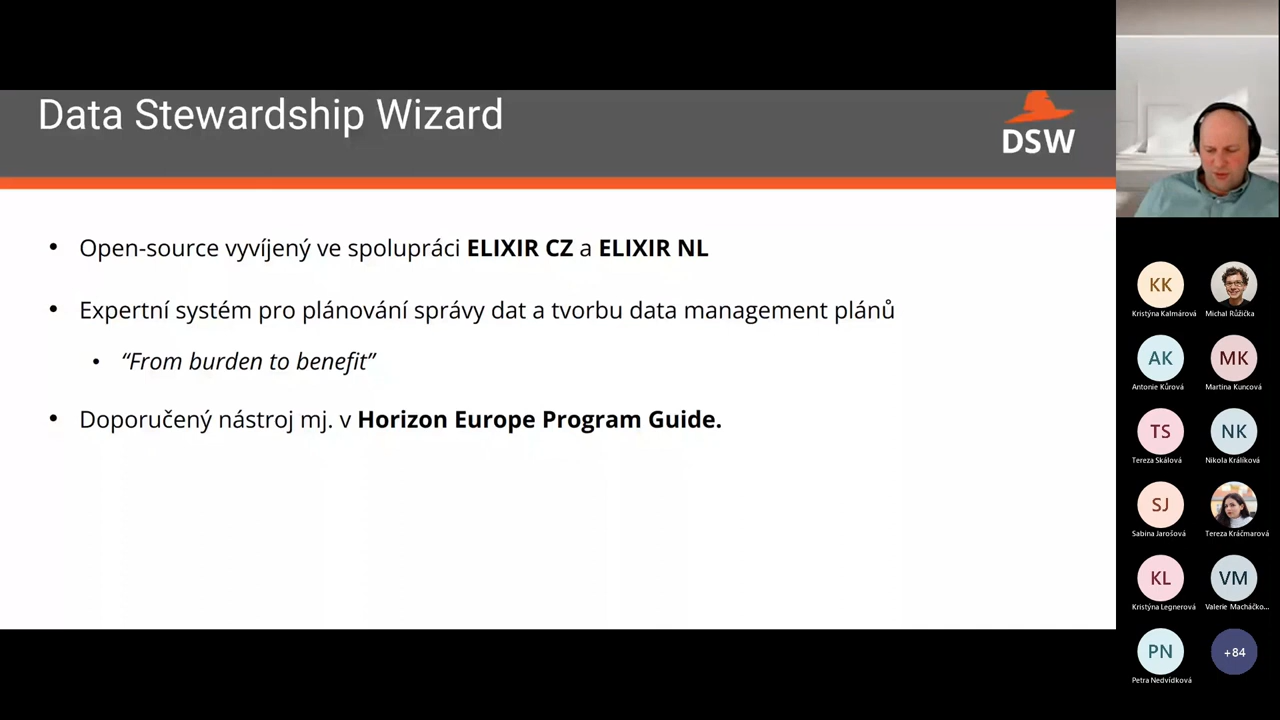 Data Stewardship Wizard
DSW
• Open-source vyvíjený ve spolupráci ELIXIR CZ a ELIXIR NL
• Expertní systém pro plánování správy dat a tvorbu data management plánů
• “From burden to benefit”
• Doporučený nástroj mj. v Horizon Europe Program Guide.
KK
Kristýna Kalmárová
Michal Růžička
AK
Antonie Kůrová
MK
Martina Kuncová
TS
Tereza Skálová
NK
Nikola Králíková
SJ
Sabina Jarošová
Tereza Kráčmarová
KL
Kristýna Legnerová
VM
Valerie Macháčko...
PN
Petra Nedvídková
+84